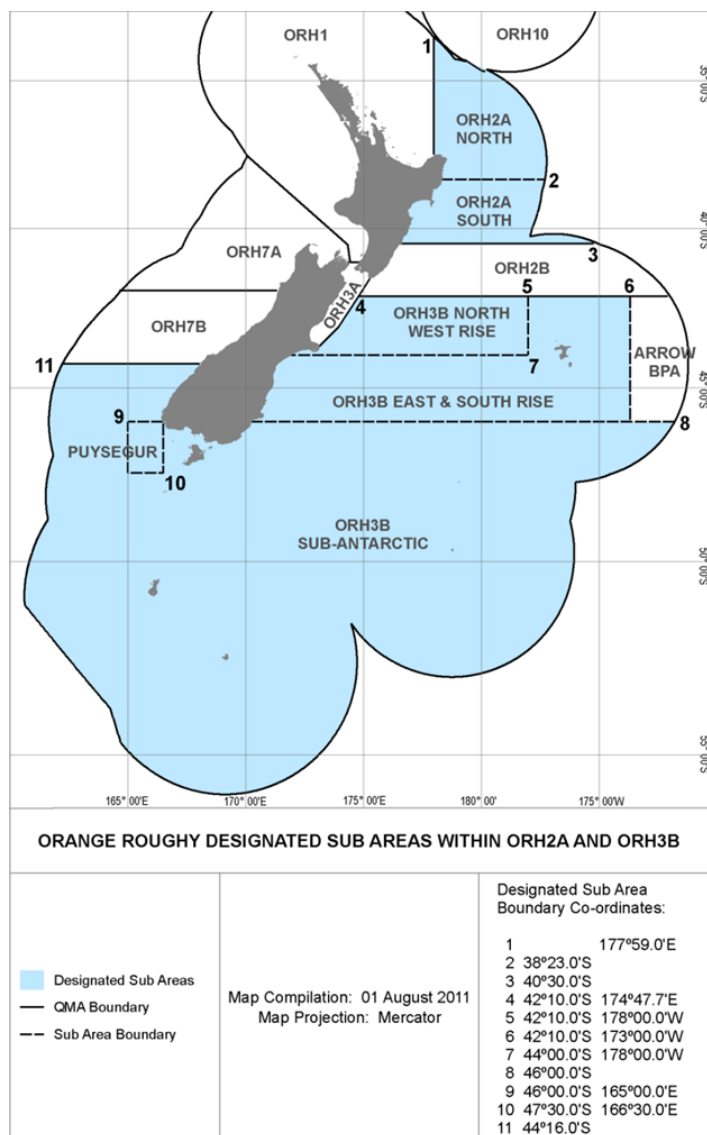 ORH1
ORH10
1
35° 00'S
ORH2A
NORTH
2
ORH2A
SOUTH
40° 00'S
3
ORH7A
ORH2B
ORH3A
4
5
6
ORH3B NORTH
WEST RISE
ORH7B
7
ARROW
BPA
11
45° 00'S
ORH3B EAST & SOUTH RISE
9
8
PUYSEGUR
10
ORH3B
SUB-ANTARCTIC
50° 00'S
55° 00'S
165° 00'E
170° 00'E
175° 00'E
180° 00'S
175° 00'W
ORANGE ROUGHY DESIGNATED SUB AREAS WITHIN ORH2A AND ORH3B
Designated Sub Areas
QMA Boundary
Sub Area Boundary
Map Compilation: 01 August 2011
Map Projection: Mercator
Designated Sub Area
Boundary Co-ordinates:
1 177º59.0'E
2 38º23.0'S
3 40º30.0'S
4 42º10.0'S 174º47.7'E
5 42º10.0'S 178º00.0'W
6 42º10.0'S 173º00.0'W
7 44º00.0'S 178º00.0'W
8 46º00.0'S
9 46º00.0'S 165º00.0'E
10 47º30.0'S 166º30.0'E
11 44º16.0'S